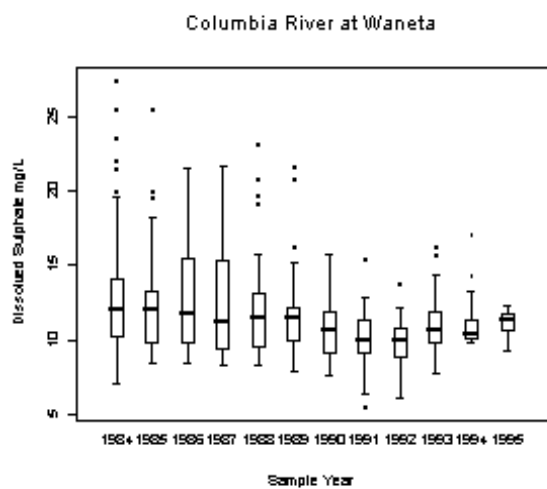 Columbia River at Waneta
Dissolved Sulphate mg/L
25
20
15
10
5
1984 1985 1986 1987 1988 1989 1990 1991 1992 1993 1994 1995
Sample Year